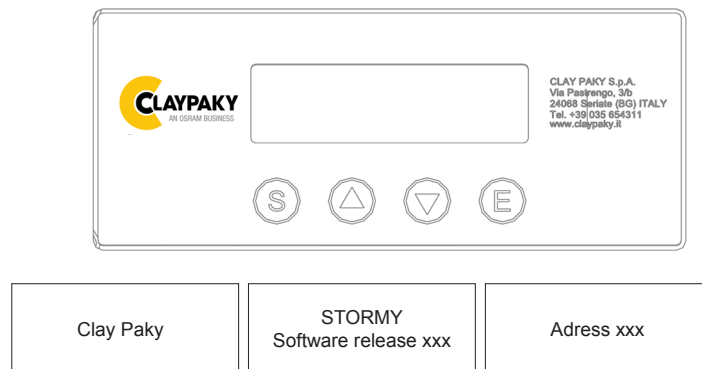 CLAYPAKY
AN OSRAM BUSINESS
CLAY PAKY S.p.A.
Via Pastrengo, 3/b
24068 Seriate (BG) ITALY
Tel. +39 035 654311
www.claypaky.it
S
E
Clay Paky
STORMY
Software release xxx
Adress xxx